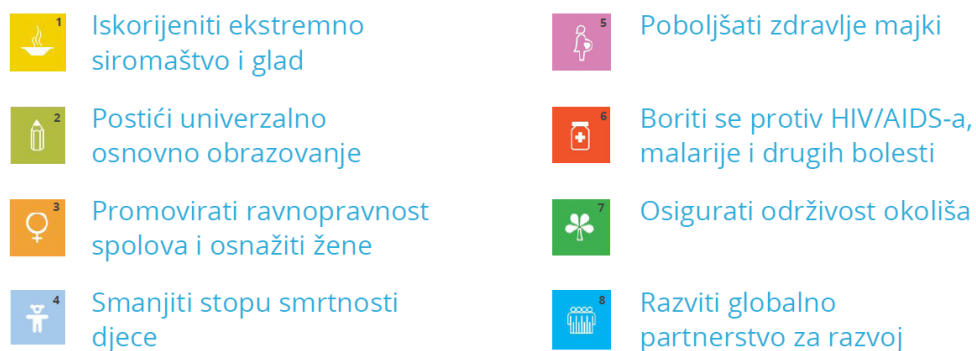 1
Iskorijeniti ekstremno
siromaštvo i glad
2
Postići univerzalno
osnovno obrazovanje
3
Promovirati ravnopravnost
spolova i osnažiti žene
4
Smanjiti stopu smrtnosti
djece
5
Poboljšati zdravlje majki
6
Boriti se protiv HIV/AIDS-a,
malarije i drugih bolesti
7
Osigurati održivost okoliša
8
Razviti globalno
partnerstvo za razvoj